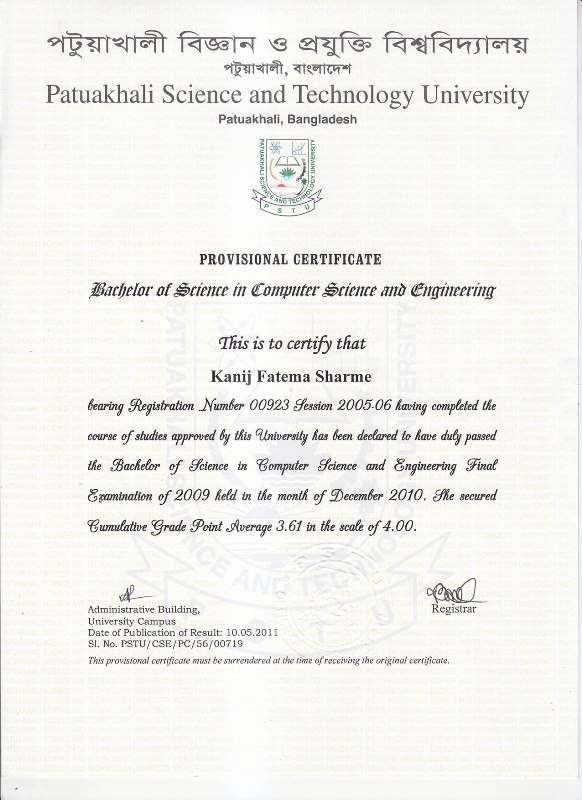 পটুয়াখালী বিজ্ঞান ও প্রযুক্তি বিশ্ববিদ্যালয়
পটুয়াখালী, বাংলাদেশ
Patuakhali Science and Technology University
Patuakhali, Bangladesh
PATUAKHALI SCIENCE AND TECHNOLOGY UNIVERSITY
PSTU
PROVISIONAL CERTIFICATE
Bachelor of Science in Computer Science and Engineering
This is to certify that
Kanij Fatema Sharme
bearing Registration Number 00923 Session 2005-06 having completed the
course of studies approved by this University has been declared to have duly passed
the Bachelor of Science in Computer Science and Engineering Final
Examination of 2009 held in the month of December 2010. She secured
Cumulative Grade Point Average 3.61 in the scale of 4.00.
Administrative Building,
University Campus
Date of Publication of Result: 10.05.2011
Sl. No. PSTU/CSE/PC/56/00719
Registrar
This provisional certificate must be surrendered at the time of receiving the original certificate.